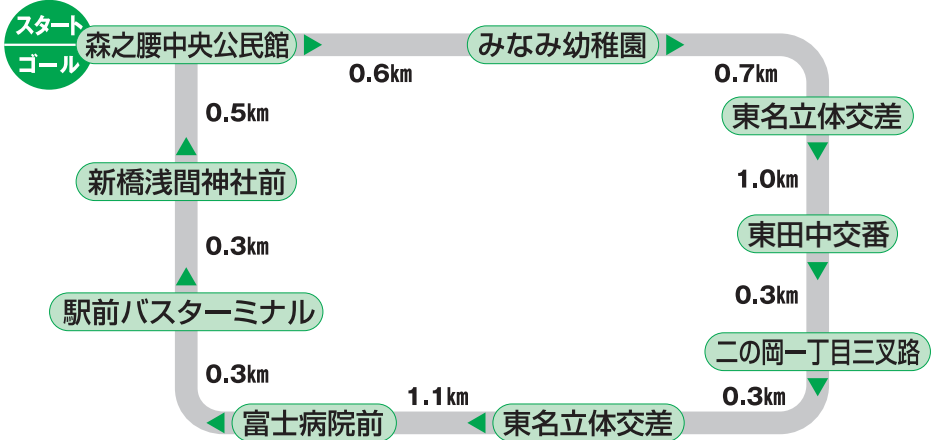 スタート
ゴール
森之腰中央公民館
0.6km
みなみ幼稚園
0.7km
東名立体交差
1.0km
東田中交番
0.3km
二の岡一丁目三叉路
0.3km
東名立体交差
1.1km
富士病院前
0.3km
駅前バスターミナル
0.3km
新橋浅間神社前
0.5km